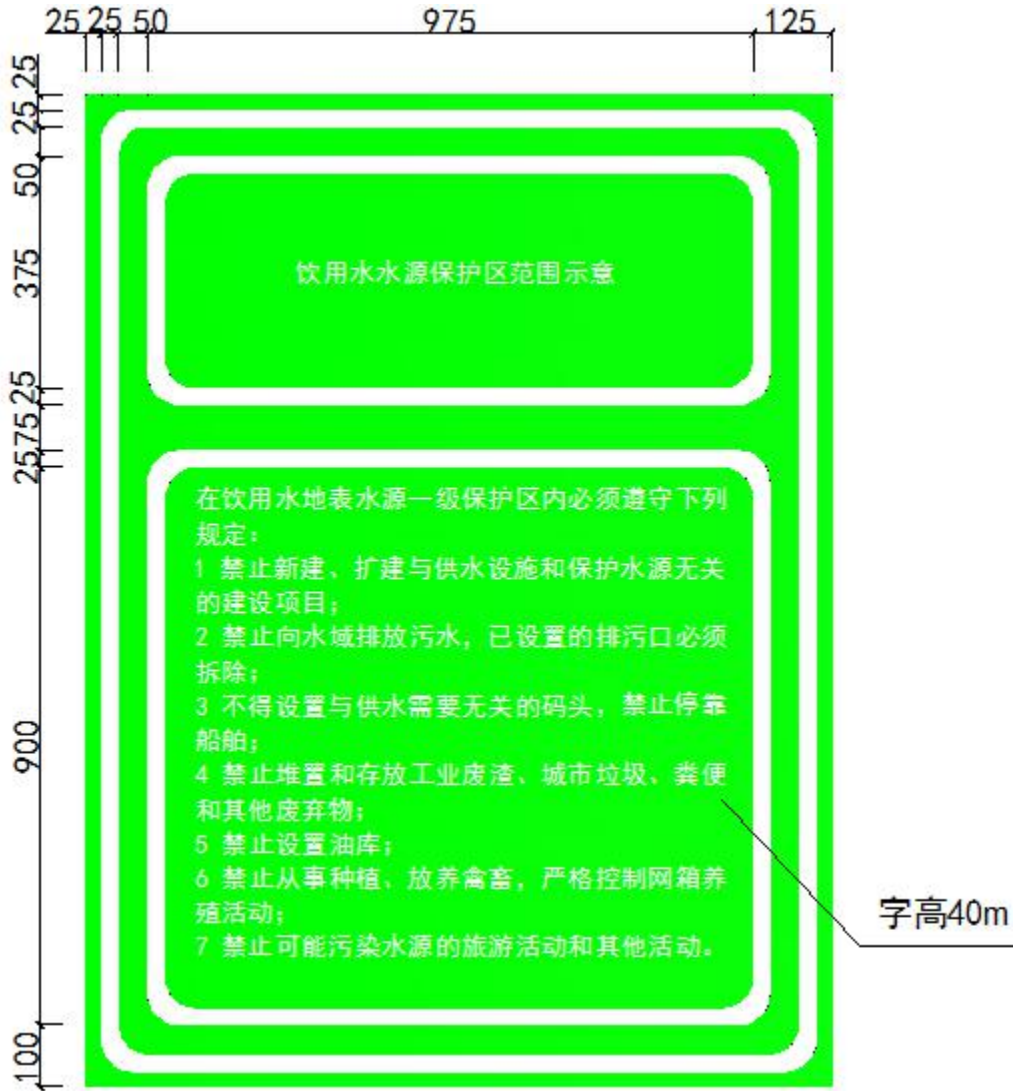 25 25 50 975 125
25
25
50
375
25
75
25
900
100
饮用水水源保护区范围示意
在饮用水地表水源一级保护区内必须遵守下列
规定：
1 禁止新建、扩建与供水设施和保护水源无关
的建设项目；
2 禁止向水域排放污水，已设置的排污口必须
拆除；
3 不得设置与供水需要无关的码头，禁止停靠
船舶；
4 禁止堆置和存放工业废渣、城市垃圾、粪便
和其他废弃物；
5 禁止设置油库；
6 禁止从事种植、放养禽畜，严格控制网箱养
殖活动；
7 禁止可能污染水源的旅游活动和其他活动。
字高40m